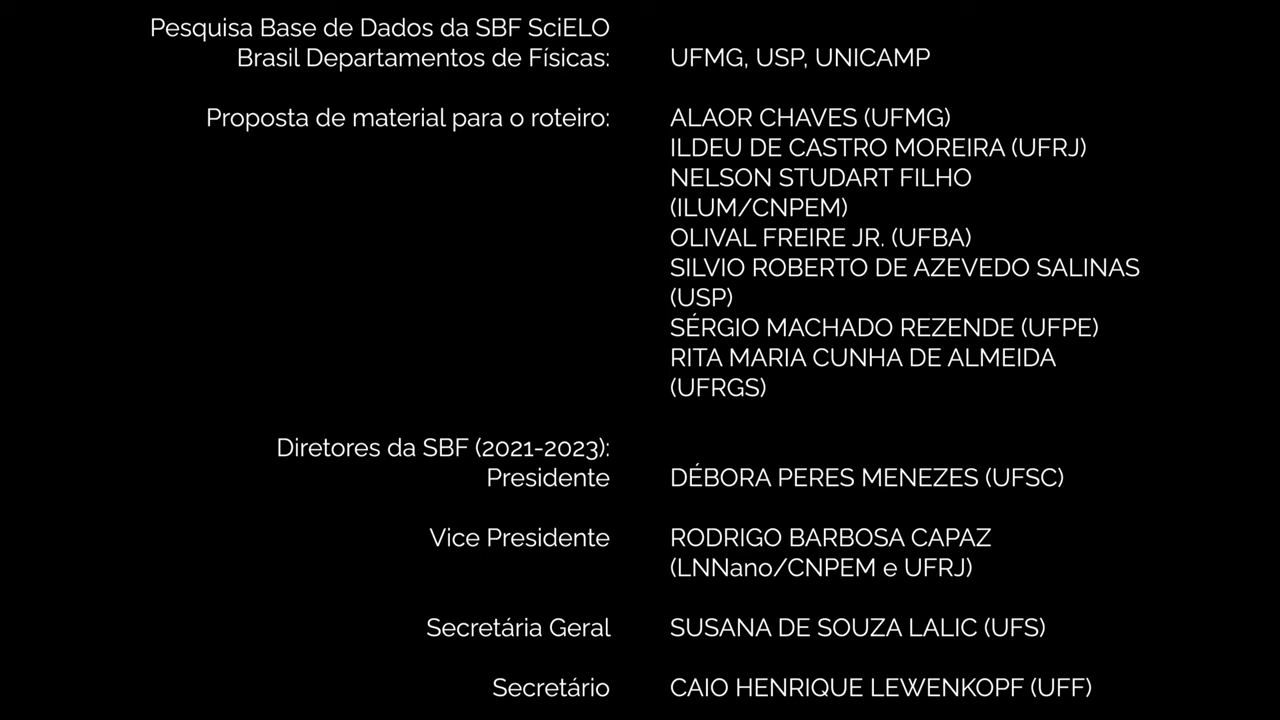 Pesquisa Base de Dados da SBF SciELO
Brasil Departamentos de Físicas: UFMG, USP, UNICAMP
Proposta de material para o roteiro: ALAOR CHAVES (UFMG)
ILDEU DE CASTRO MOREIRA (UFRJ)
NELSON STUDART FILHO
(ILUM/CNPEM)
OLIVAL FREIRE JR. (UFBA)
SILVIO ROBERTO DE AZEVEDO SALINAS
(USP)
SÉRGIO MACHADO REZENDE (UFPE)
RITA MARIA CUNHA DE ALMEIDA
(UFRGS)
Diretores da SBF (2021-2023):
Presidente DÉBORA PERES MENEZES (UFSC)
Vice Presidente RODRIGO BARBOSA CAPAZ
(LNNano/CNPEM e UFRJ)
Secretária Geral SUSANA DE SOUZA LALIC (UFS)
Secretário CAIO HENRIQUE LEWENKOPF (UFF)